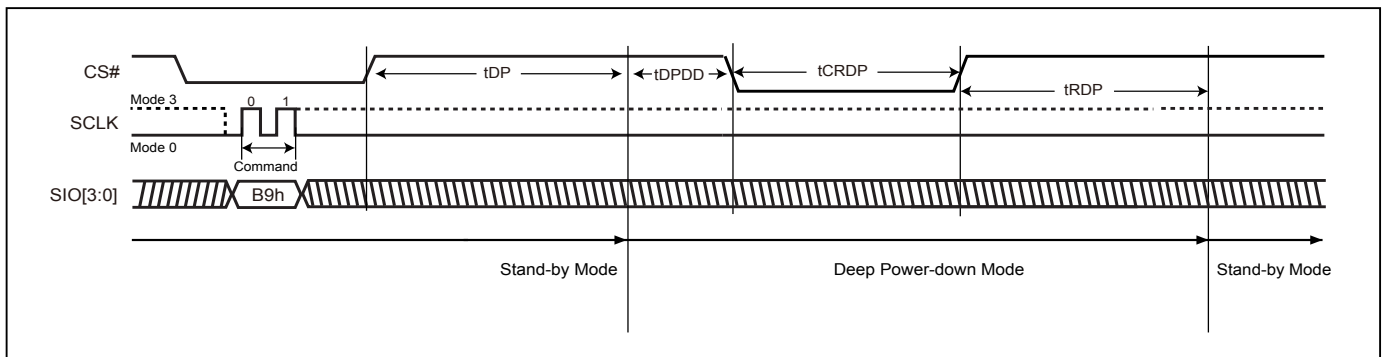 CS#
tDP
tDPDD
tCRDP
tRDP
Mode 3
0 1
SCLK
Mode 0
Command
SIO[3:0]
B9h
Stand-by Mode
Deep Power-down Mode
Stand-by Mode